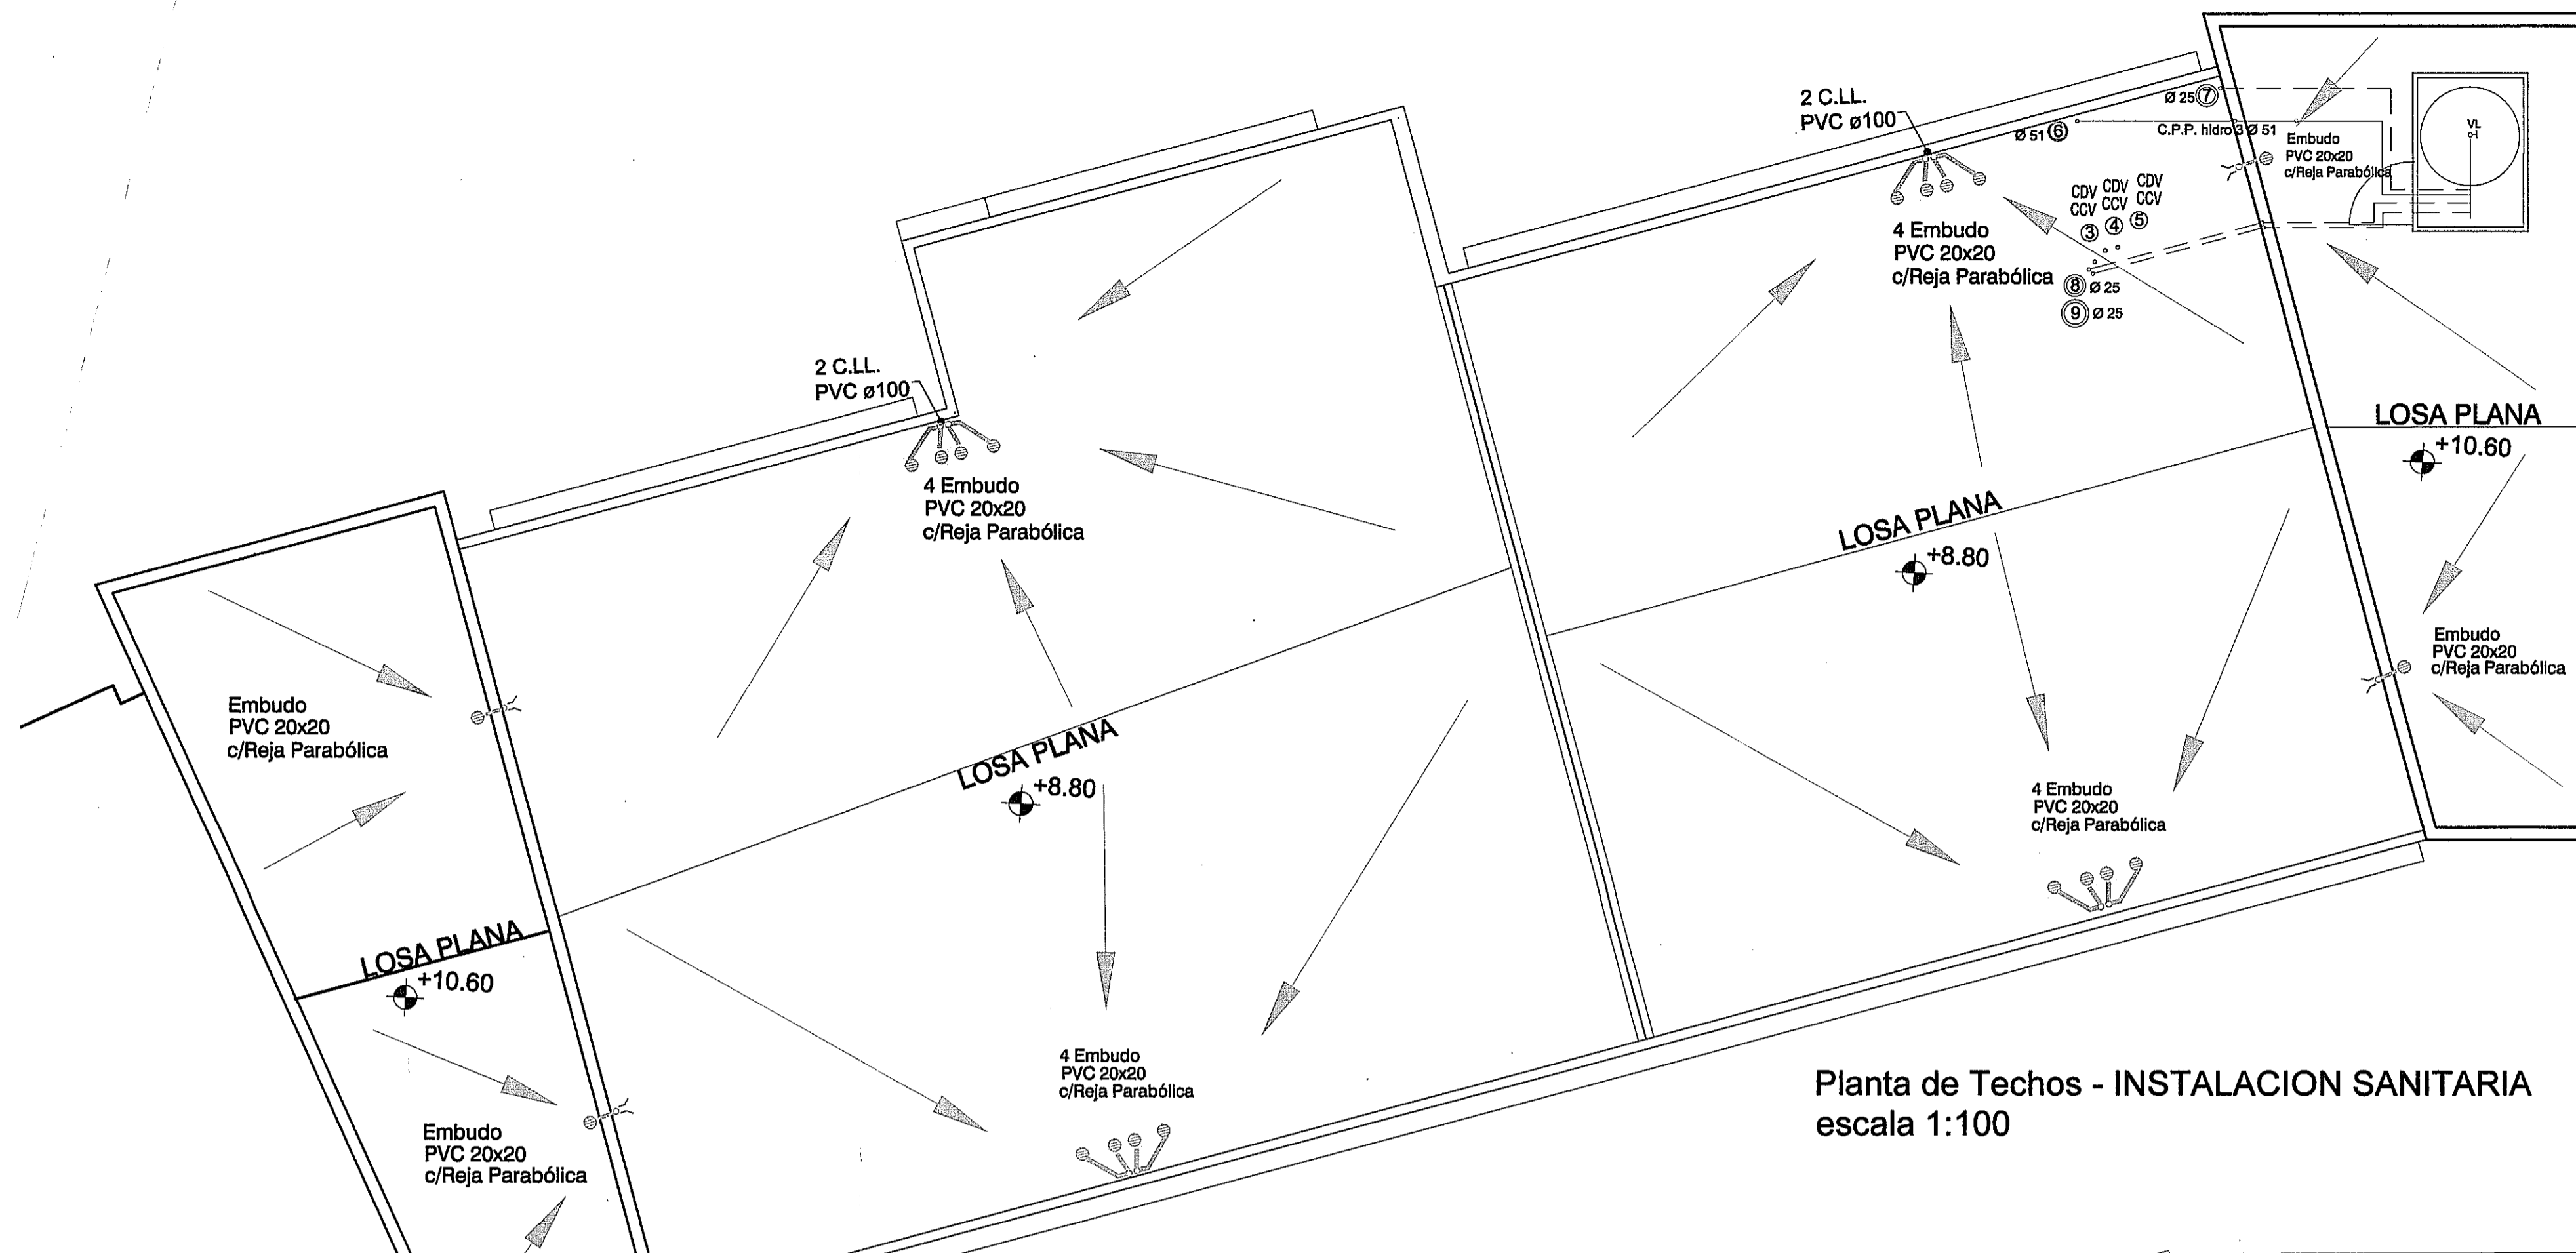 2 C.LL.
PVC ø100
Ø 25 7
Ø 51 6
C.P.P. hidro 3 Ø 51
Embudo
PVC 20x20
c/Reja Parabólica
VL
CDV CDV CDV
CCV CCV CCV
3 4 5
4 Embudo
PVC 20x20
c/Reja Parabólica
8 Ø 25
9 Ø 25
2 C.LL.
PVC ø100
LOSA PLANA
+10.60
4 Embudo
PVC 20x20
c/Reja Parabólica
LOSA PLANA
+8.80
Embudo
PVC 20x20
c/Reja Parabólica
Embudo
PVC 20x20
c/Reja Parabólica
LOSA PLANA
+8.80
4 Embudo
PVC 20x20
c/Reja Parabólica
LOSA PLANA
+10.60
4 Embudo
PVC 20x20
c/Reja Parabólica
Embudo
PVC 20x20
c/Reja Parabólica
Planta de Techos - INSTALACION SANITARIA
escala 1:100